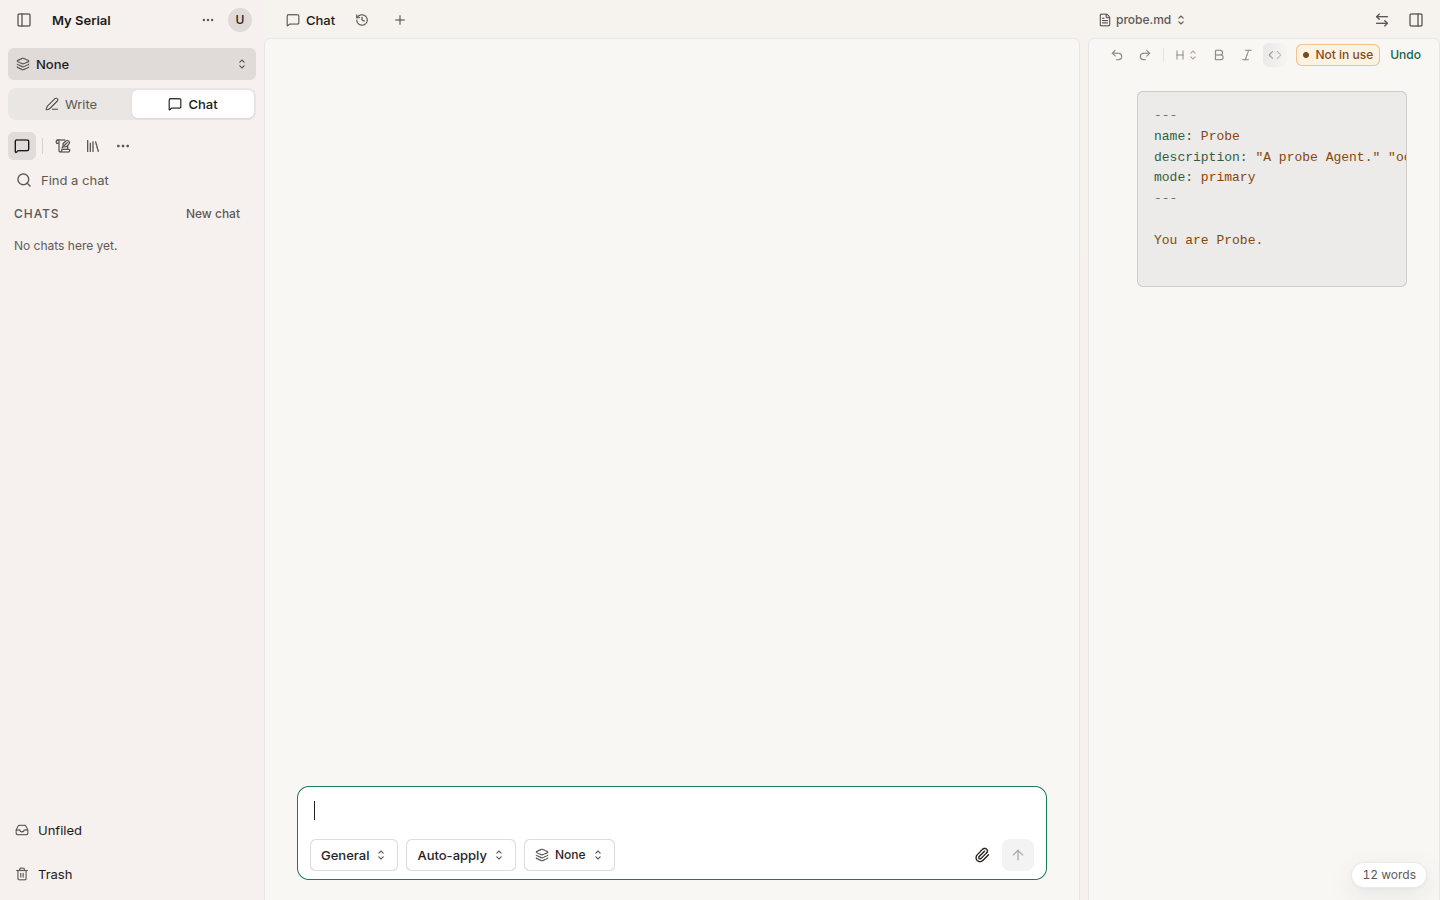 My Serial
U
None
Write
Chat
Find a chat
CHATS
New chat
No chats here yet.
Unfiled
Trash
Chat
General
Auto-apply
None
probe.md
H
B
I
Not in use
Undo
---
name: Probe
description: "A probe Agent."
mode: primary
---
You are Probe.
12 words